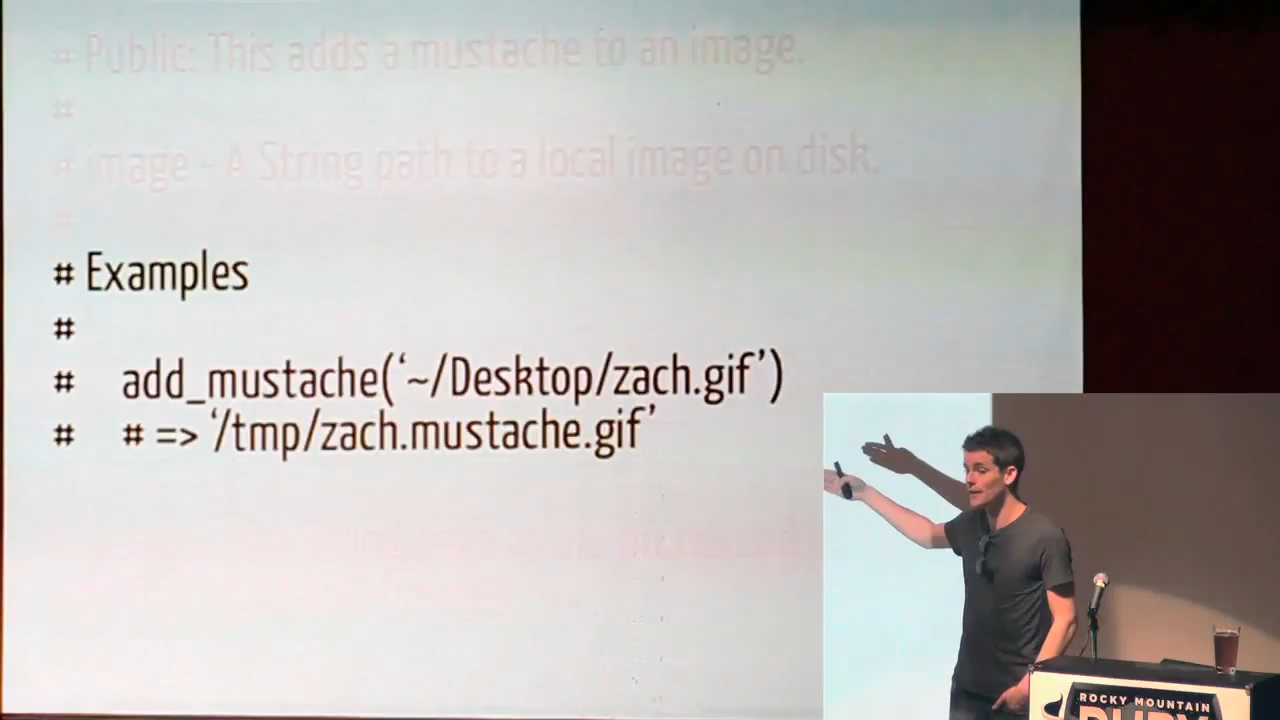 # Public: This adds a mustache to an image.
#
# image - A String path to a local image on disk.
#
# Examples
#
#    add_mustache(‘~/Desktop/zach.gif’)
#    # => ‘/tmp/zach.mustache.gif’
ROCKY MOUNTAIN
RUBY